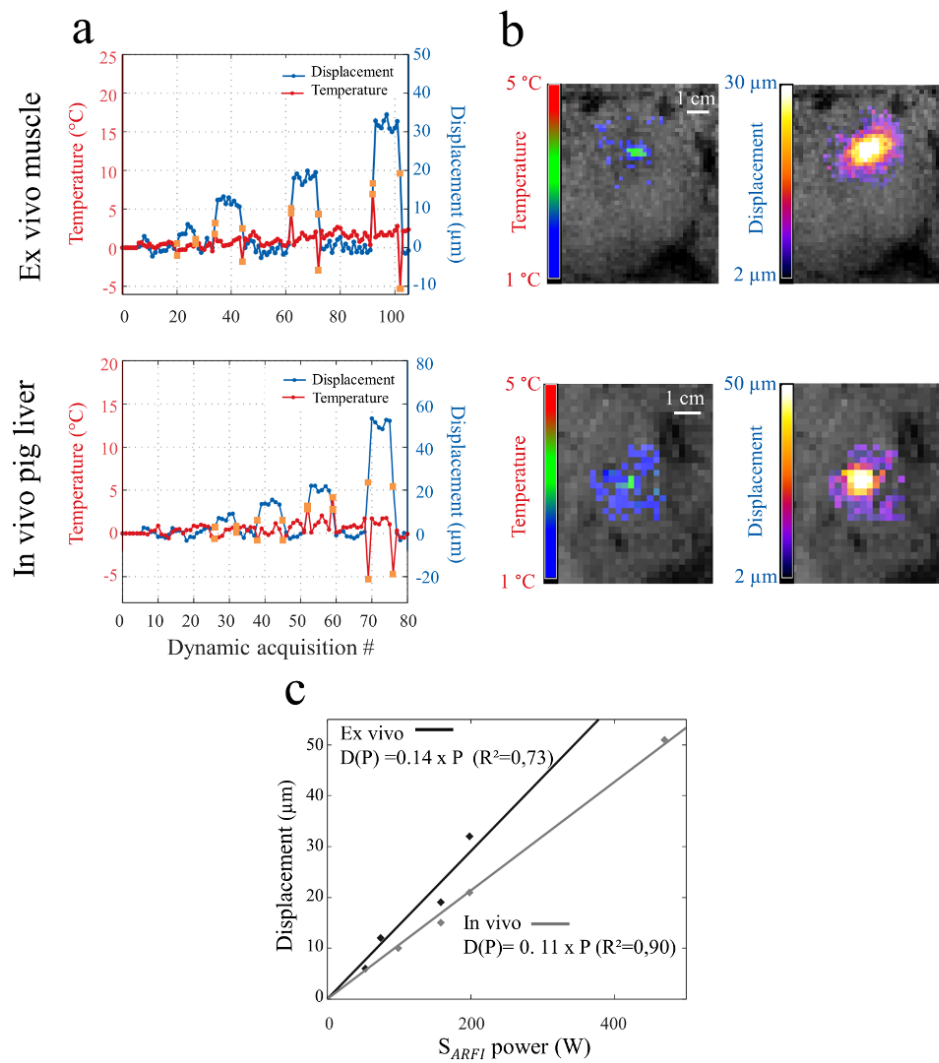 a
b
Ex vivo muscle
Temperature (°C)
25
20
15
10
5
0
-5
Displacement
Temperature
50
40
30
20
10
0
-10
Displacement (µm)
0 20 40 60 80 100
5 °C
Temperature
1 °C
1 cm
30 µm
Displacement
2 µm
In vivo pig liver
Temperature (°C)
20
15
10
5
0
-5
Displacement
Temperature
80
60
40
20
0
-20
Displacement (µm)
0 10 20 30 40 50 60 70 80
Dynamic acquisition #
5 °C
Temperature
1 °C
1 cm
50 µm
Displacement
2 µm
c
Displacement (µm)
50
40
30
20
10
0
Ex vivo
D(P) =0.14 x P (R²=0,73)
In vivo
D(P)= 0. 11 x P (R²=0,90)
0 200 400
S_ARFI power (W)